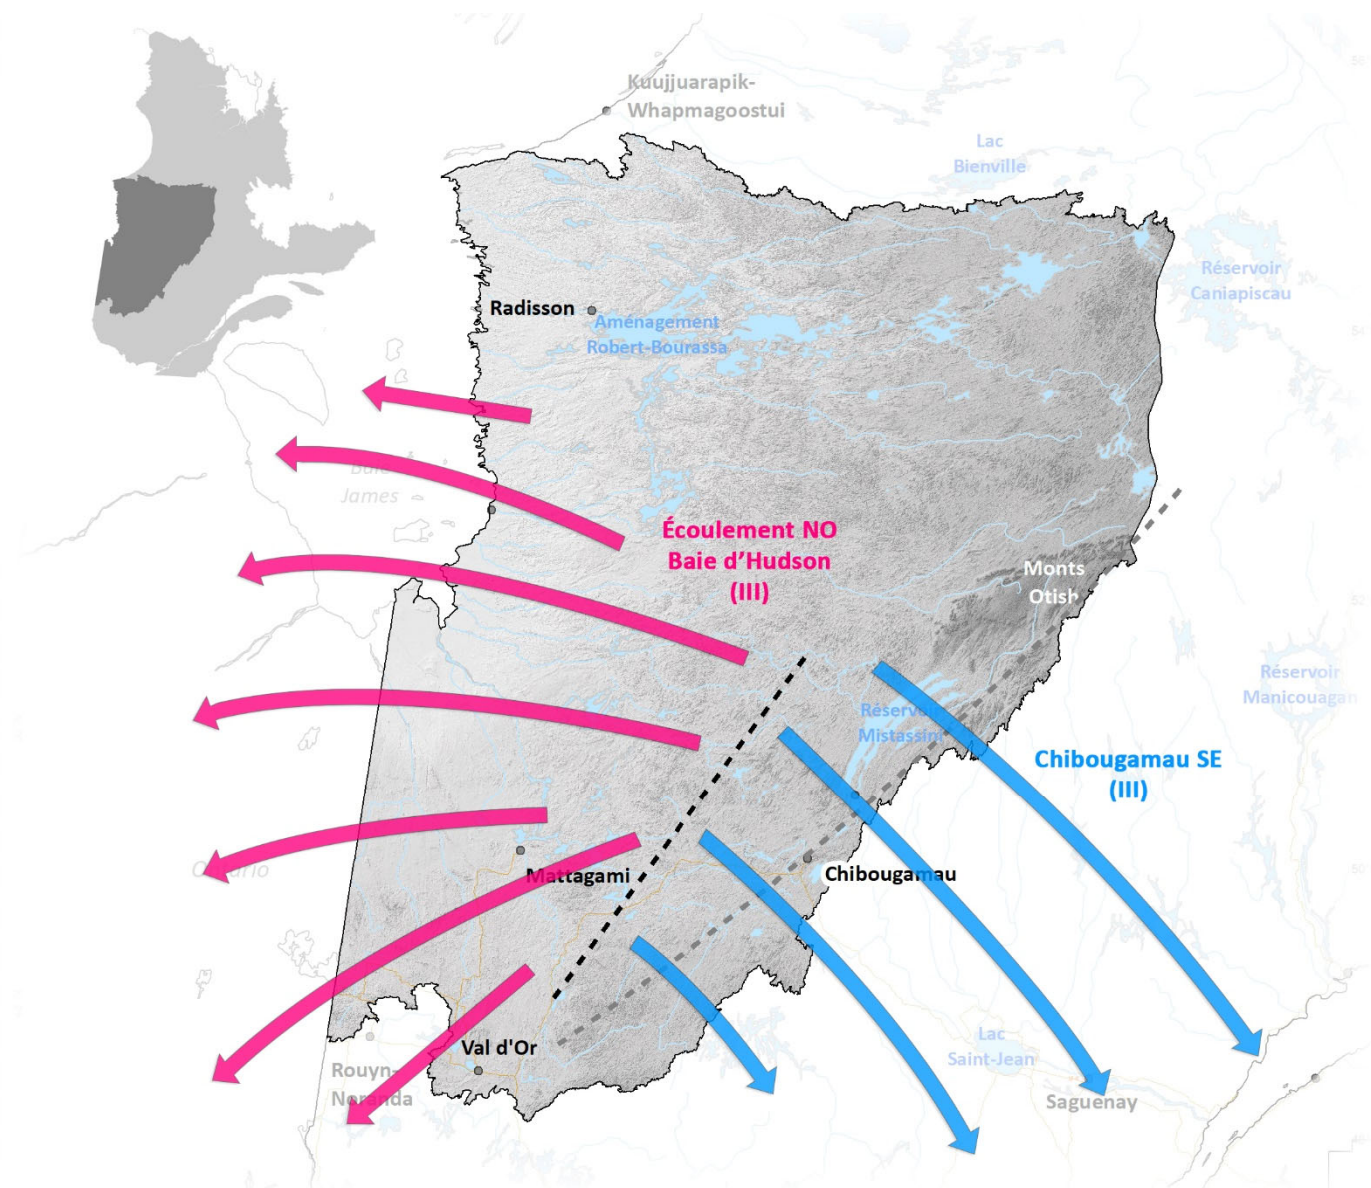 Kuujjuarapik-
Whapmagoostui
Lac
Bienville
Réservoir
Caniapiscau
Radisson
Aménagement
Robert-Bourassa
Baie
James
Écoulement NO
Baie d'Hudson
(III)
Monts
Otish
Réservoir
Manicouagan
Réservoir
Mistassini
Chibougamau SE
(III)
Ontario
Mattagami
Chibougamau
Val d'Or
Rouyn-
Noranda
Lac
Saint-Jean
Saguenay